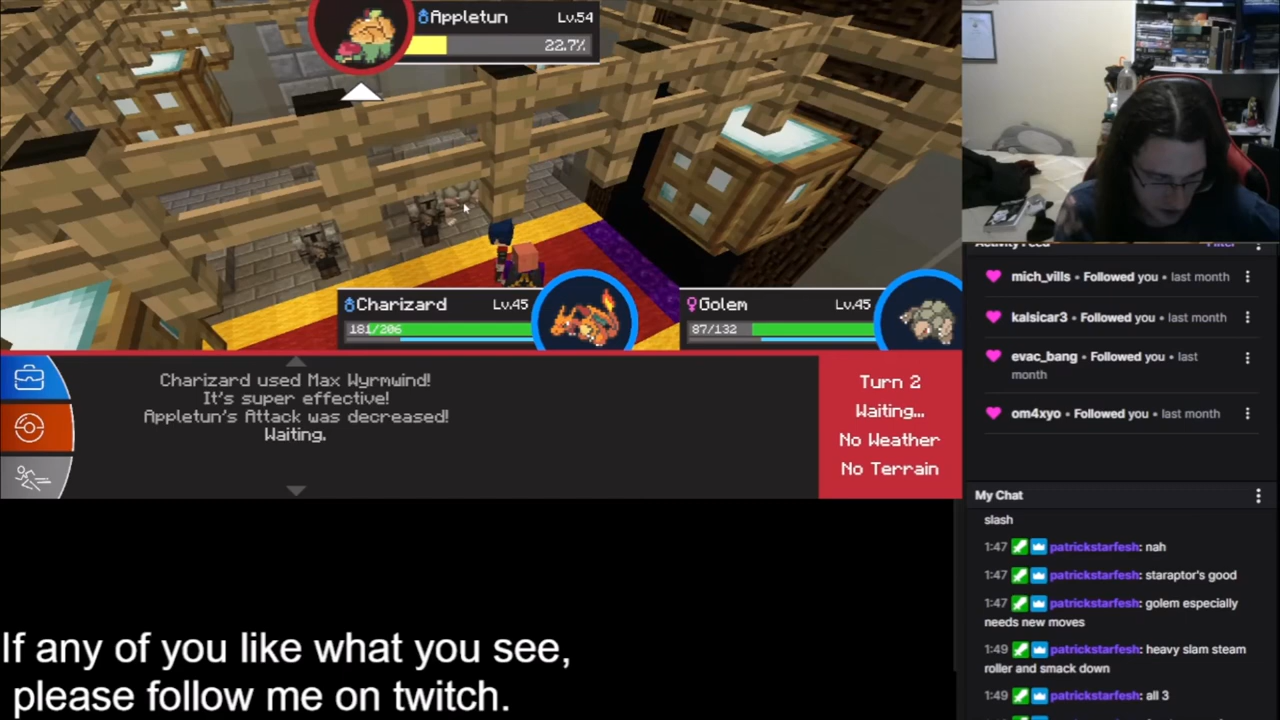 Appletun Lv.54
22.7%
Charizard Lv.45
181/206
Golem Lv.45
87/132
Charizard used Max Wyrmwind!
It's super effective!
Appletun's Attack was decreased!
Waiting.
Turn 2
Waiting...
No Weather
No Terrain
If any of you like what you see,
please follow me on twitch.
Activity Feed Filter
mich_vills • Followed you • last month
kalsicar3 • Followed you • last month
evac_bang • Followed you • last
month
om4xyo • Followed you • last month
My Chat
slash
1:47 patrickstarfesh: nah
1:47 patrickstarfesh: staraptor's good
1:47 patrickstarfesh: golem especially
needs new moves
1:49 patrickstarfesh: heavy slam steam
roller and smack down
1:49 patrickstarfesh: all 3